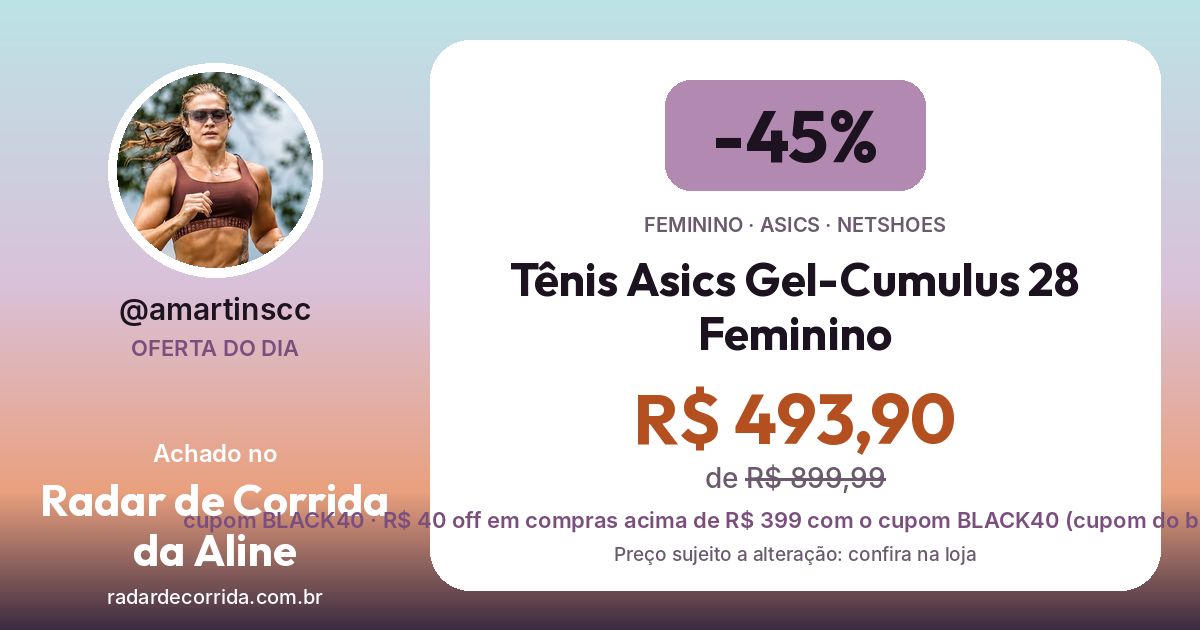 @amartinscc
OFERTA DO DIA
Achado no
Radar de Corrida
da Aline
radardecorrida.com.br
-45%
FEMININO · ASICS · NETSHOES
Tênis Asics Gel-Cumulus 28
Feminino
R$ 493,90
de R$ 899,99
cupom BLACK40 · R$ 40 off em compras acima de R$ 399 com o cupom BLACK40 (cupom do
Preço sujeito a alteração: confira na loja